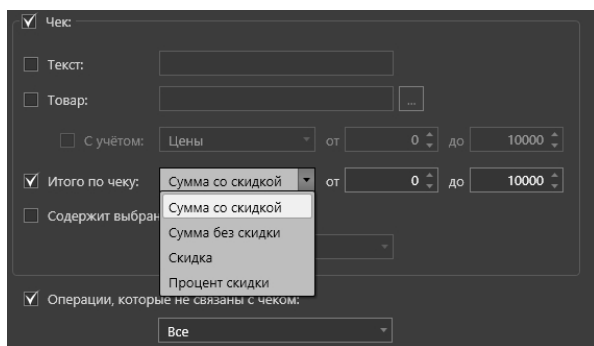 Чек:
Текст:
Товар:
...
С учётом: Цены от 0 до 10000
Итого по чеку: Сумма со скидкой от 0 до 10000
Сумма со скидкой
Содержит выбран
Сумма без скидки
Скидка
Процент скидки
Операции, которые не связаны с чеком:
Все